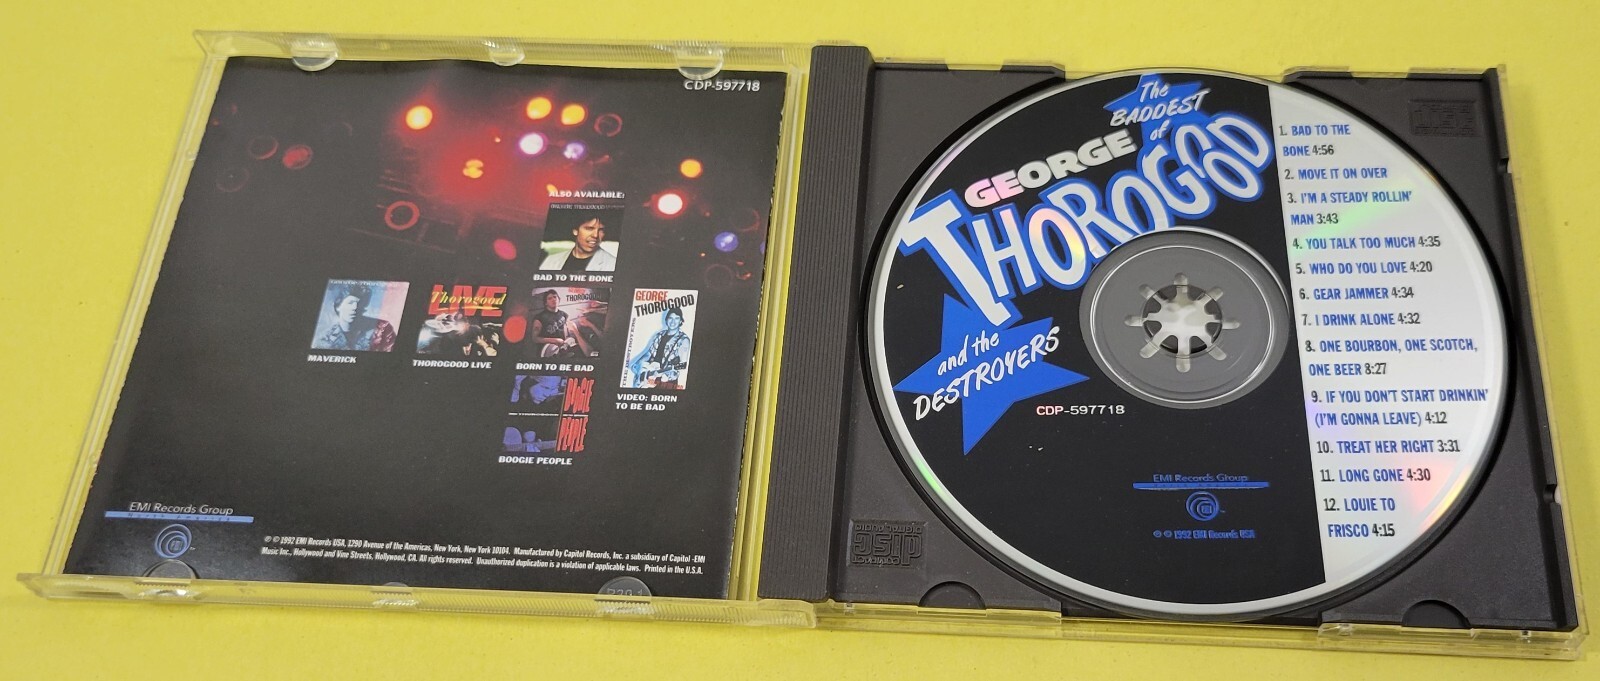 CDP-597718
ALSO AVAILABLE:
BAD TO THE BONE
MAVERICK
LIVE
Thorogood
THOROGOOD LIVE
THOROGOOD
BORN TO BE BAD
GEORGE
THOROGOOD
VIDEO: BORN
TO BE BAD
BOOGIE
PEOPLE
BOOGIE PEOPLE
EMI Records Group
North America
℗ © 1992 EMI Records USA, 1290 Avenue of the Americas, New York, New York 10104. Manufactured by Capitol Records, Inc. a subsidiary of Capitol-EMI
Music Inc., Hollywood and Vine Streets, Hollywood, CA. All rights reserved. Unauthorized duplication is a violation of applicable laws. Printed in the U.S.A.
The
BADDEST
of
GEORGE
THOROGOOD
and the
DESTROYERS
CDP-597718
EMI Records Group
℗ © 1992 EMI Records USA
1. BAD TO THE
BONE 4:56
2. MOVE IT ON OVER
3. I'M A STEADY ROLLIN'
MAN 3:43
4. YOU TALK TOO MUCH 4:35
5. WHO DO YOU LOVE 4:20
6. GEAR JAMMER 4:34
7. I DRINK ALONE 4:32
8. ONE BOURBON, ONE SCOTCH,
ONE BEER 8:27
9. IF YOU DON'T START DRINKIN'
(I'M GONNA LEAVE) 4:12
10. TREAT HER RIGHT 3:31
11. LONG GONE 4:30
12. LOUIE TO
FRISCO 4:15